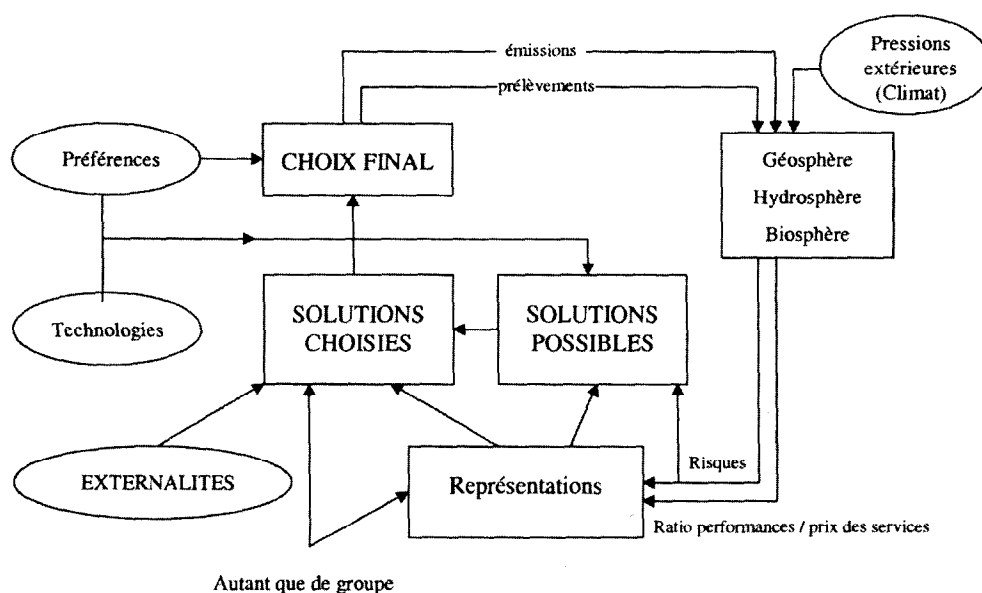 émissions
prélèvements
Pressions
extérieures
(Climat)
Préférences
CHOIX FINAL
Géosphère
Hydrosphère
Biosphère
Technologies
SOLUTIONS
CHOISIES
SOLUTIONS
POSSIBLES
EXTERNALITES
Représentations
Risques
Ratio performances / prix des services
Autant que de groupe